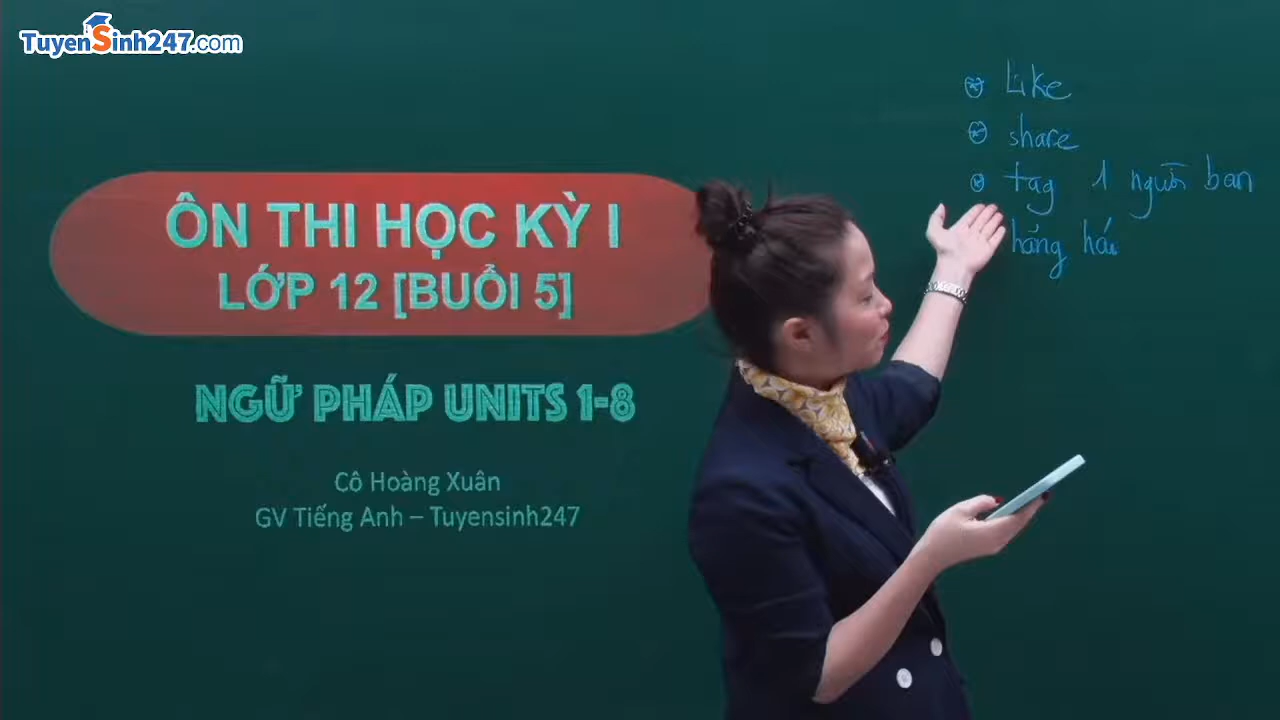 TuyenSinh247.com
ÔN THI HỌC KỲ I
LỚP 12 [BUỔI 5]
NGỮ PHÁP UNITS 1-8
Cô Hoàng Xuân
GV Tiếng Anh – Tuyensinh247
Like
share
tag 1 người bạn
hăng hái